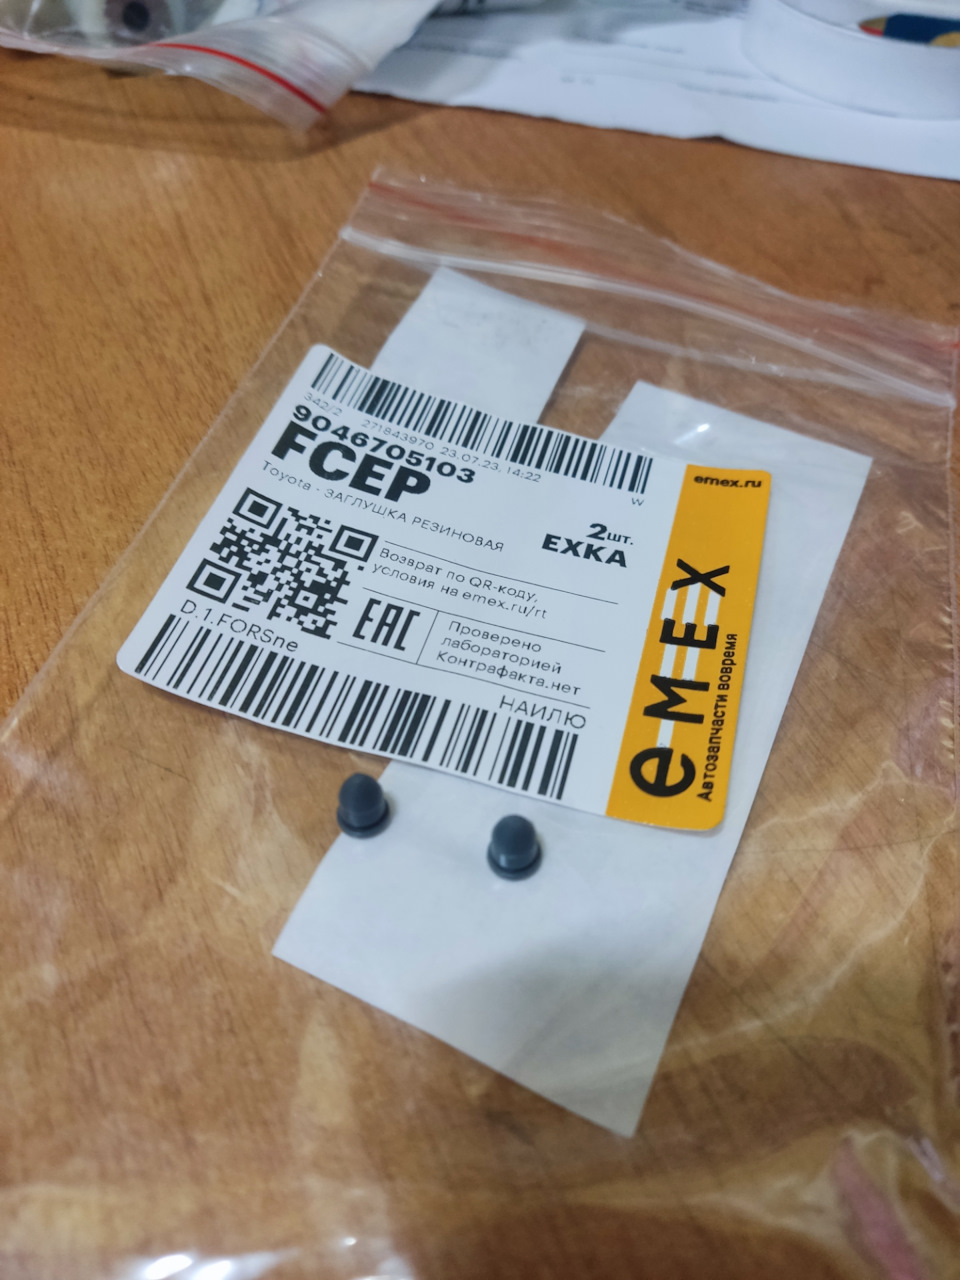 342/2 271843970 23.07.23, 14:22 W
9046705103
FCEP
Toyota - ЗАГЛУШКА РЕЗИНОВАЯ
2шт.
EXKA
Возврат по QR-коду,
условия на emex.ru/rt
EAC
Проверено
лабораторией
Контрафакта.нет
D.1.FORSne
НАИЛЮ
emex.ru
eMEX
Автозапчасти вовремя